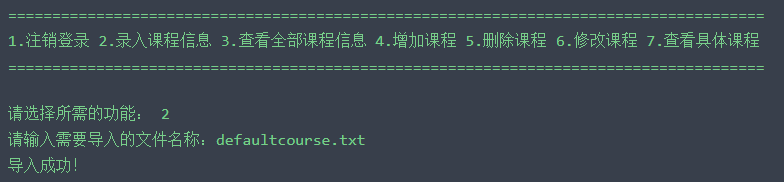 ================================================================================
1.注销登录 2.录入课程信息 3.查看全部课程信息 4.增加课程 5.删除课程 6.修改课程 7.查看具体课程
================================================================================
请选择所需的功能： 2
请输入需要导入的文件名称：defaultcourse.txt
导入成功!